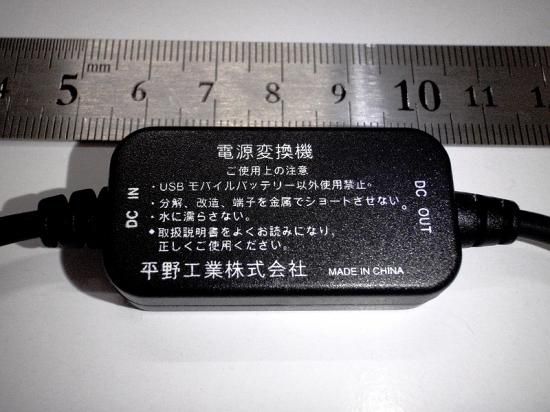 4 5 mm 6 7 8 9 10 11
電源変換機
ご使用上の注意
・USB モバイルバッテリー以外使用禁止。
・分解、改造、端子を金属でショートさせない。
・水に濡らさない。
・取扱説明書をよくお読みになり、
正しくご使用ください。
平野工業株式会社 MADE IN CHINA
DC IN
DC OUT